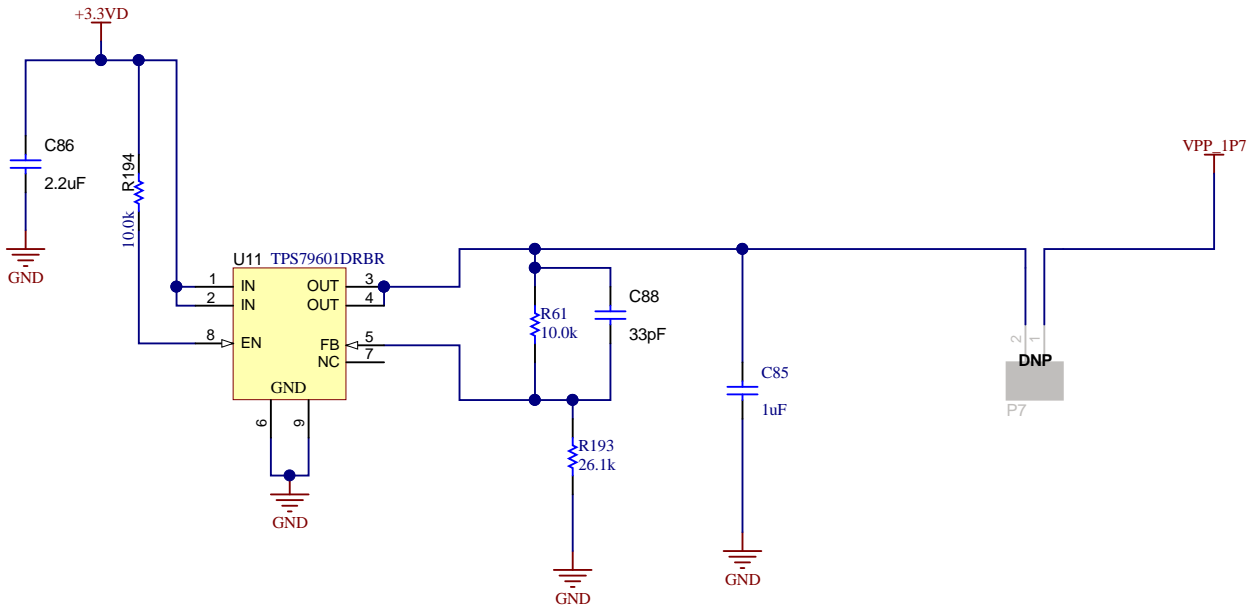 +3.3VD
C86
2.2uF
GND
R194
10.0k
U11 TPS79601DRBR
1 IN
2 IN
8 EN
OUT 3
OUT 4
FB 5
NC 7
GND
6
9
GND
R61
10.0k
C88
33pF
R193
26.1k
GND
C85
1uF
GND
2
1
DNP
P7
VPP_1P7